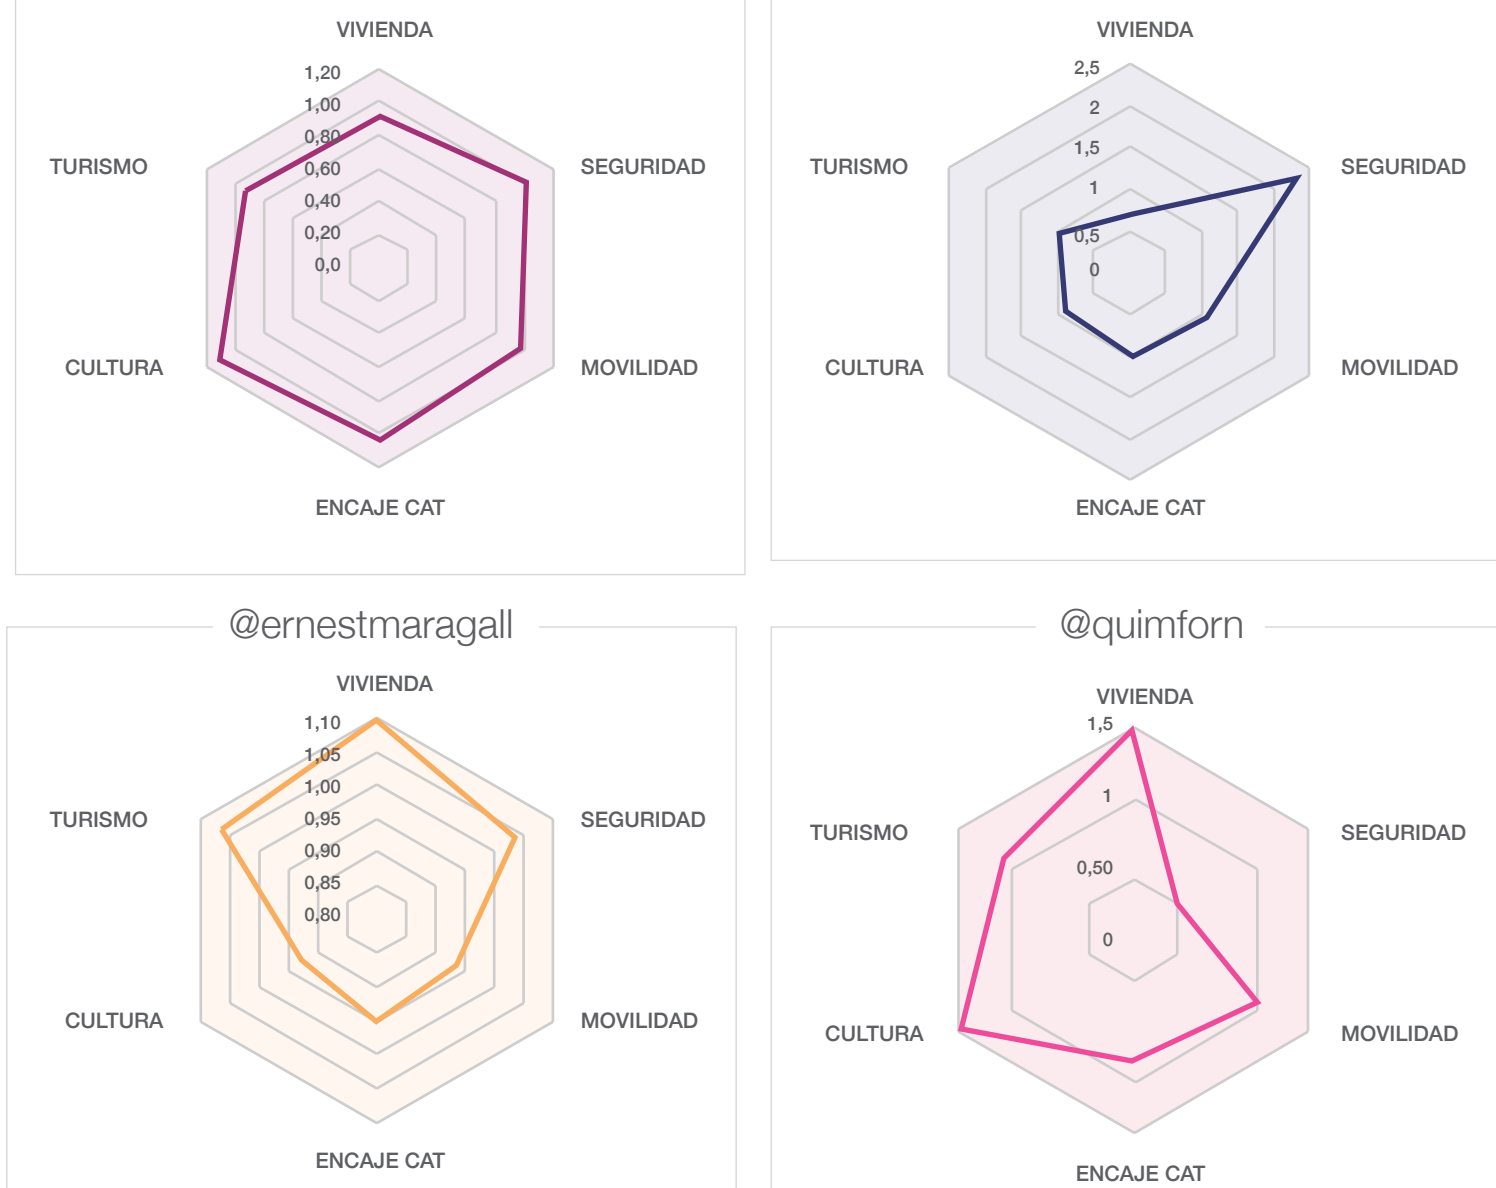 VIVIENDA
1,20
1,00
0,80
0,60
0,40
0,20
0,0
TURISMO
SEGURIDAD
CULTURA
MOVILIDAD
ENCAJE CAT
VIVIENDA
2,5
2
1,5
1
0,5
0
TURISMO
SEGURIDAD
CULTURA
MOVILIDAD
ENCAJE CAT
@ernestmaragall
VIVIENDA
1,10
1,05
1,00
0,95
0,90
0,85
0,80
TURISMO
SEGURIDAD
CULTURA
MOVILIDAD
ENCAJE CAT
@quimforn
VIVIENDA
1,5
1
0,50
0
TURISMO
SEGURIDAD
CULTURA
MOVILIDAD
ENCAJE CAT